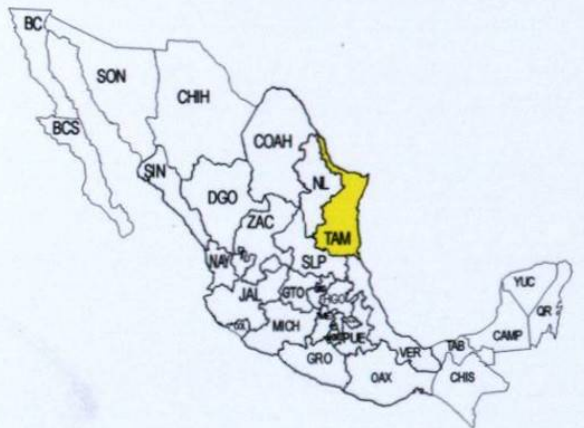 BC
SON
CHIH
BCS
COAH
SIN
NL
DGO
ZAC
TAM
NAY
SLP
JAL
GTO
HGO
MICH
PUE
GRO
OAX
VER
TAB
CAMP
YUC
QR
CHIS